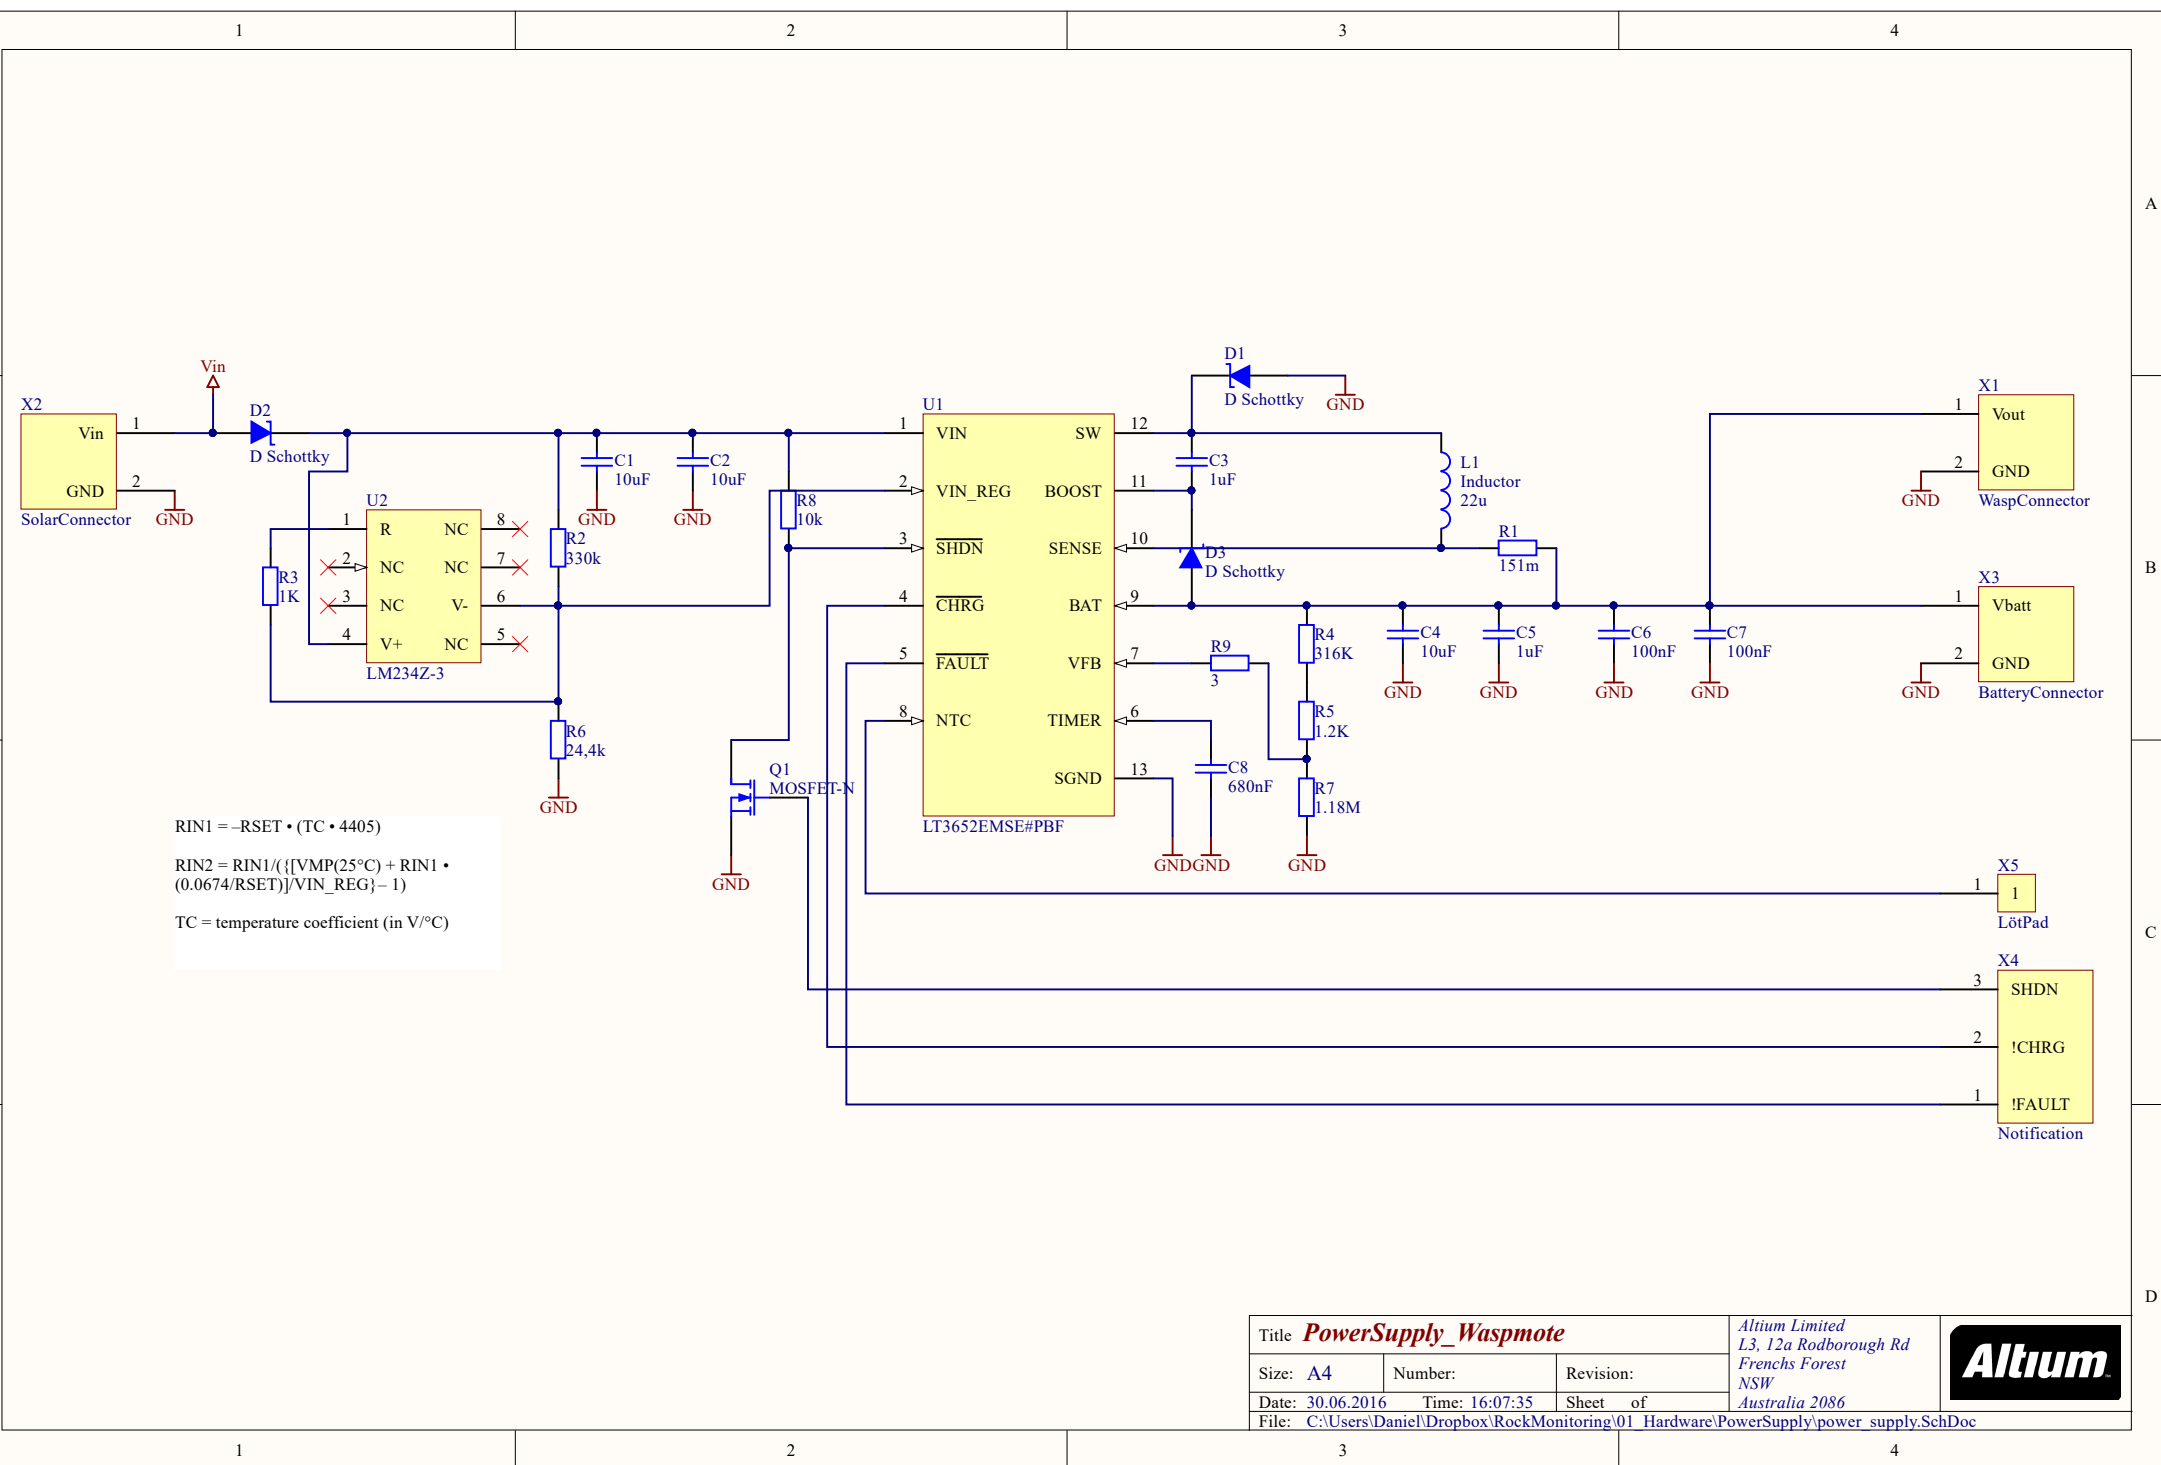 1 2 3 4
A
B
C
D
Vin
X2
Vin 1
GND 2
SolarConnector
GND
D2
D Schottky
U2
1 R NC 8
2 NC NC 7
3 NC V- 6
4 V+ NC 5
LM234Z-3
R3
1K
R2
330k
R6
24,4k
GND
C1
10uF
GND
C2
10uF
GND
R8
10k
Q1
MOSFET-N
GND
RIN1 = –RSET • (TC • 4405)
RIN2 = RIN1/({[VMP(25°C) + RIN1 •
(0.0674/RSET)]/VIN_REG}– 1)
TC = temperature coefficient (in V/°C)
U1
1 VIN SW 12
2 VIN_REG BOOST 11
3 SHDN SENSE 10
4 CHRG BAT 9
5 FAULT VFB 7
8 NTC TIMER 6
SGND 13
LT3652EMSE#PBF
D1
D Schottky
GND
C3
1uF
D3
D Schottky
L1
Inductor
22u
R1
151m
R9
3
R4
316K
R5
1.2K
R7
1.18M
GND
C8
680nF
GND
GND
C4
10uF
GND
C5
1uF
GND
C6
100nF
GND
C7
100nF
GND
X1
1 Vout
2 GND
GND
WaspConnector
X3
1 Vbatt
2 GND
GND
BatteryConnector
X5
1 1
LötPad
X4
3 SHDN
2 !CHRG
1 !FAULT
Notification
Title PowerSupply_Waspmote
Size: A4 Number: Revision:
Date: 30.06.2016 Time: 16:07:35 Sheet of
File: C:\Users\Daniel\Dropbox\RockMonitoring\01_Hardware\PowerSupply\power_supply.SchDoc
Altium Limited
L3, 12a Rodborough Rd
Frenchs Forest
NSW
Australia 2086
Altium
1 2 3 4